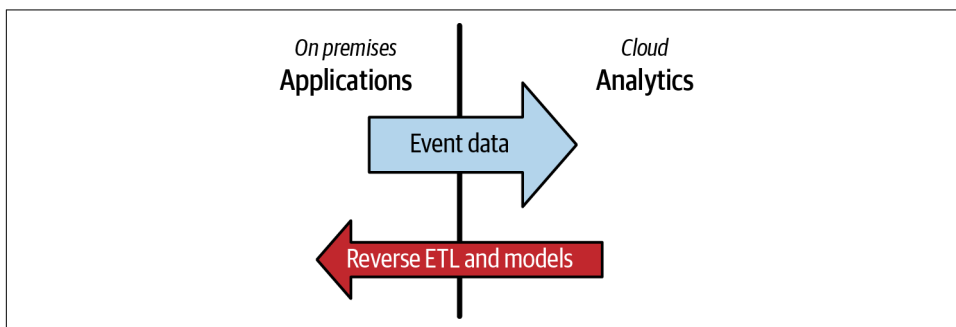 On premises
Applications
Cloud
Analytics
Event data
Reverse ETL and models